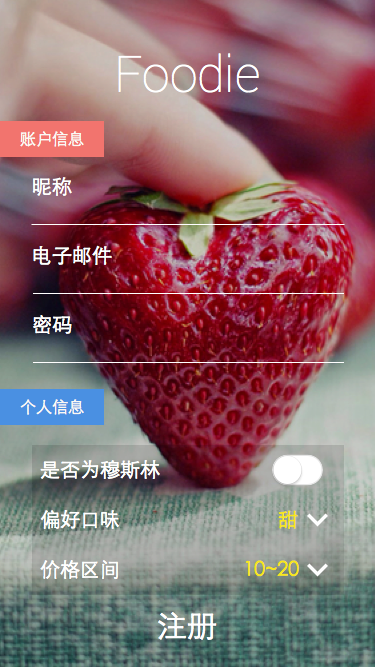 Foodie
账户信息
昵称
电子邮件
密码
个人信息
是否为穆斯林
偏好口味 甜
价格区间 10~20
注册